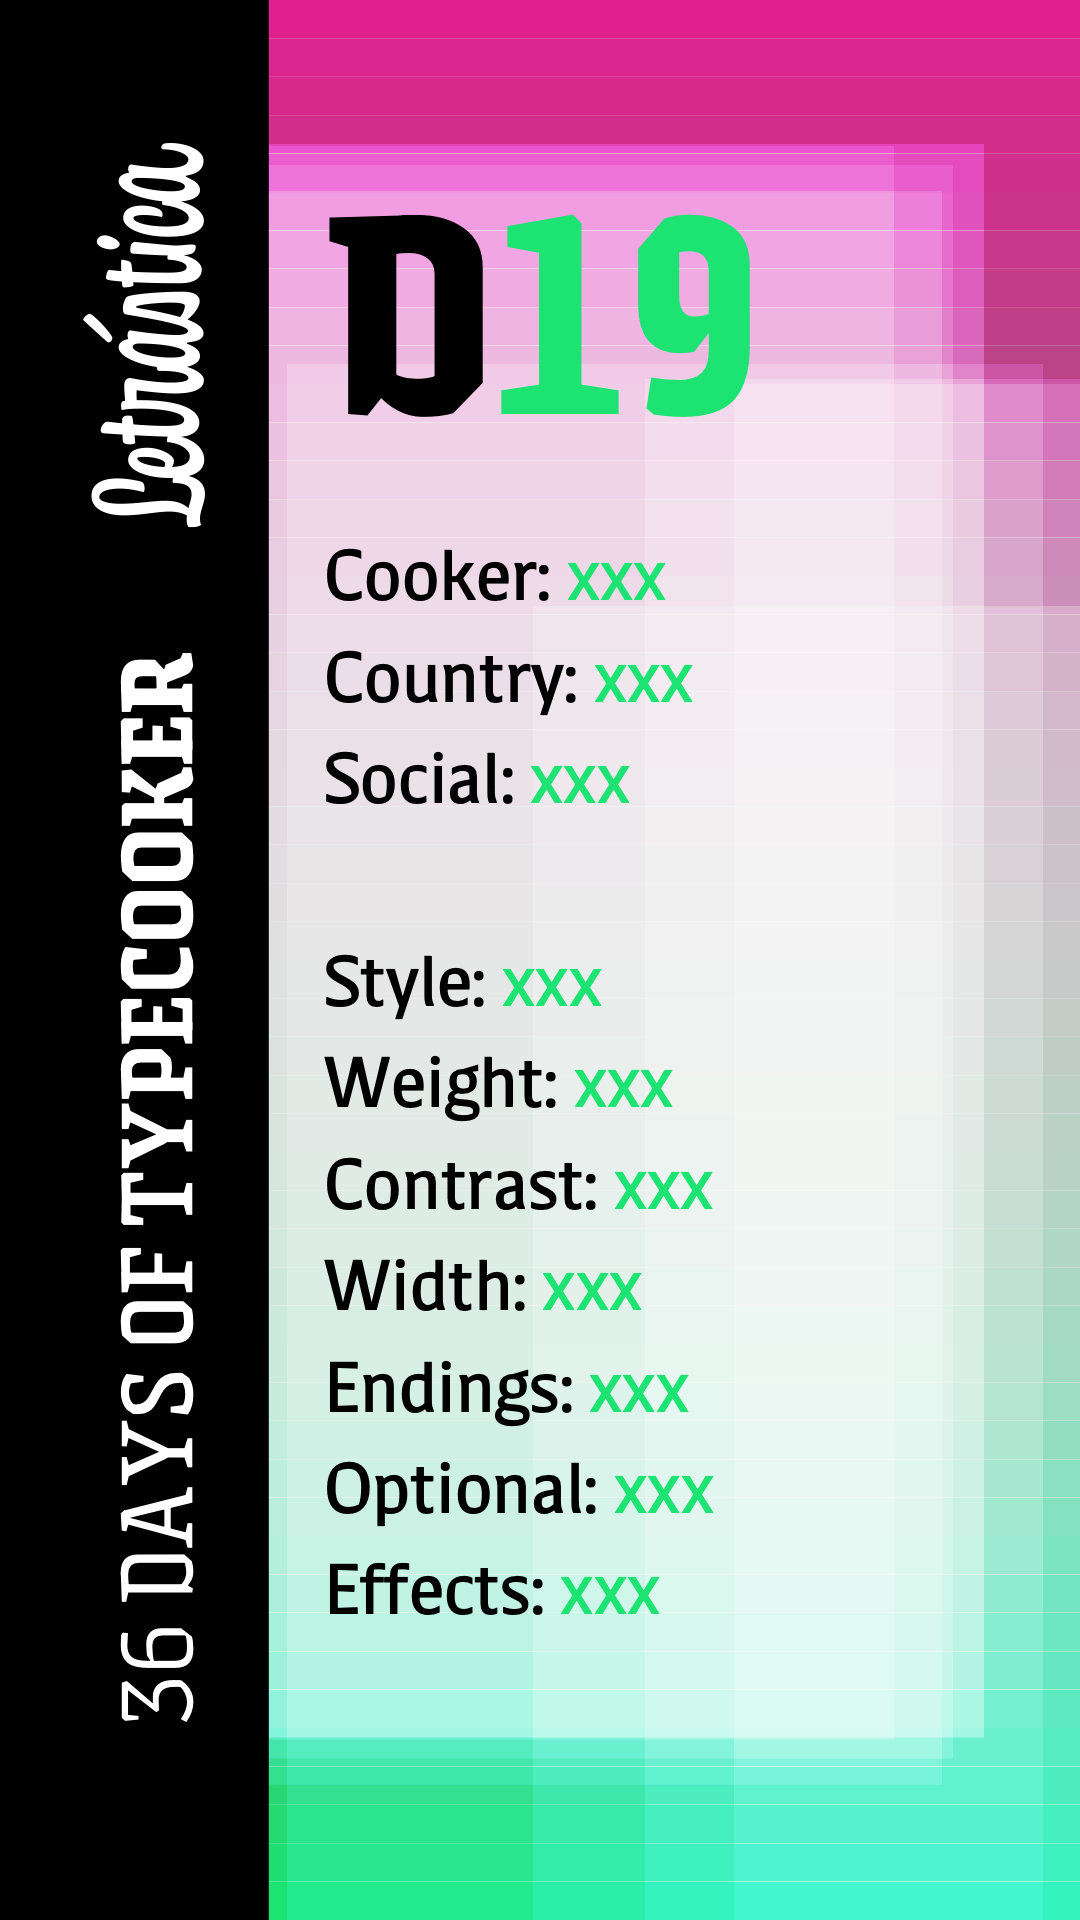 Letrástica
36 DAYS OF TYPECOOKER
D19
Cooker: xxx
Country: xxx
Social: xxx
Style: xxx
Weight: xxx
Contrast: xxx
Width: xxx
Endings: xxx
Optional: xxx
Effects: xxx